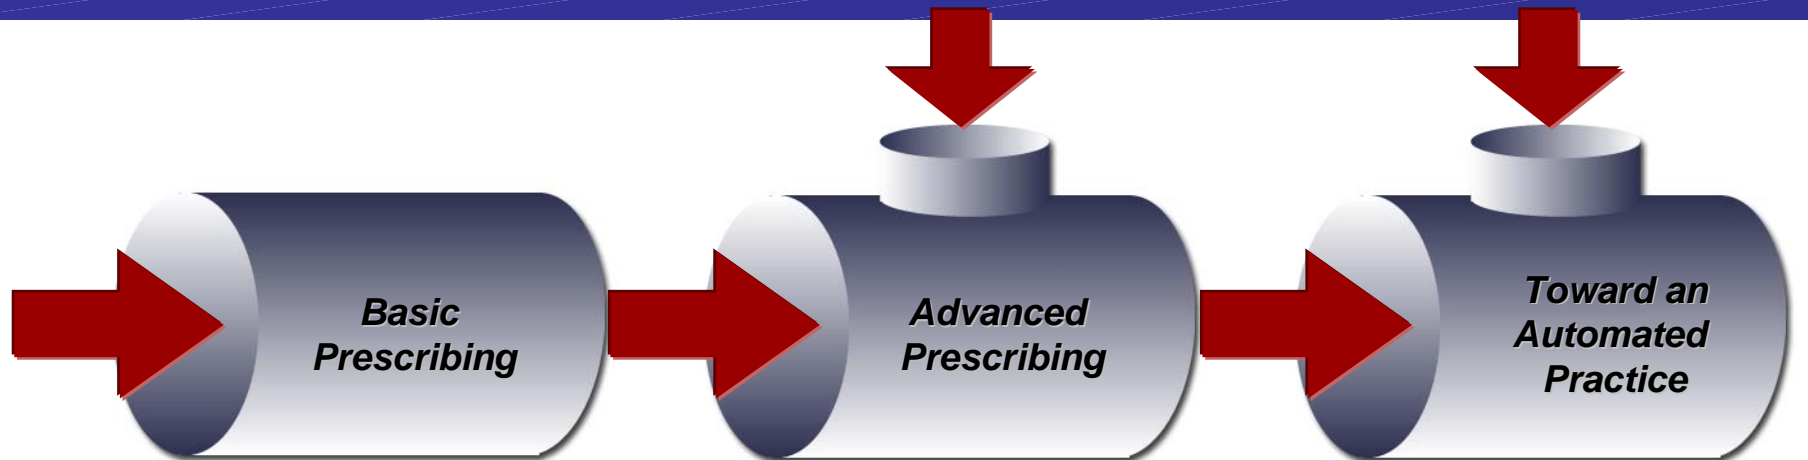 Basic
Prescribing
Advanced
Prescribing
Toward an
Automated
Practice